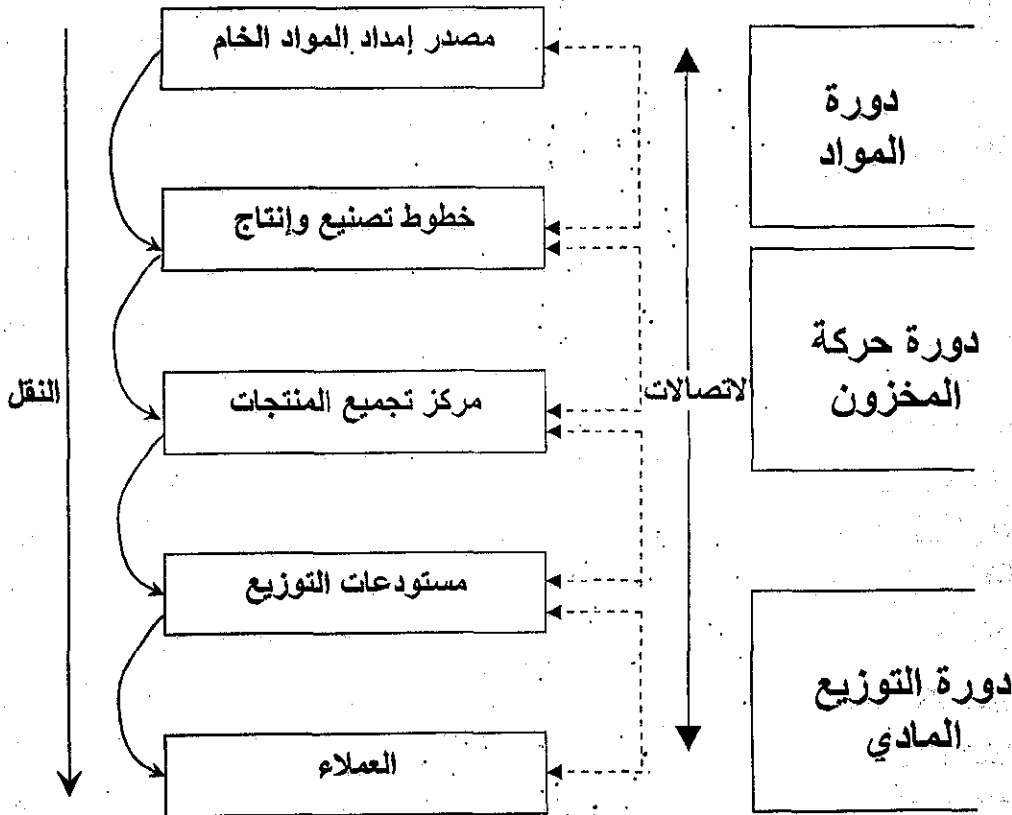 مصدر إمداد المواد الخام
دورة
المواد
خطوط تصنيع وإنتاج
دورة حركة
المخزون
لاتصالات
مركز تجميع المنتجات
النقل
مستودعات التوزيع
دورة التوزيع
المادي
العملاء